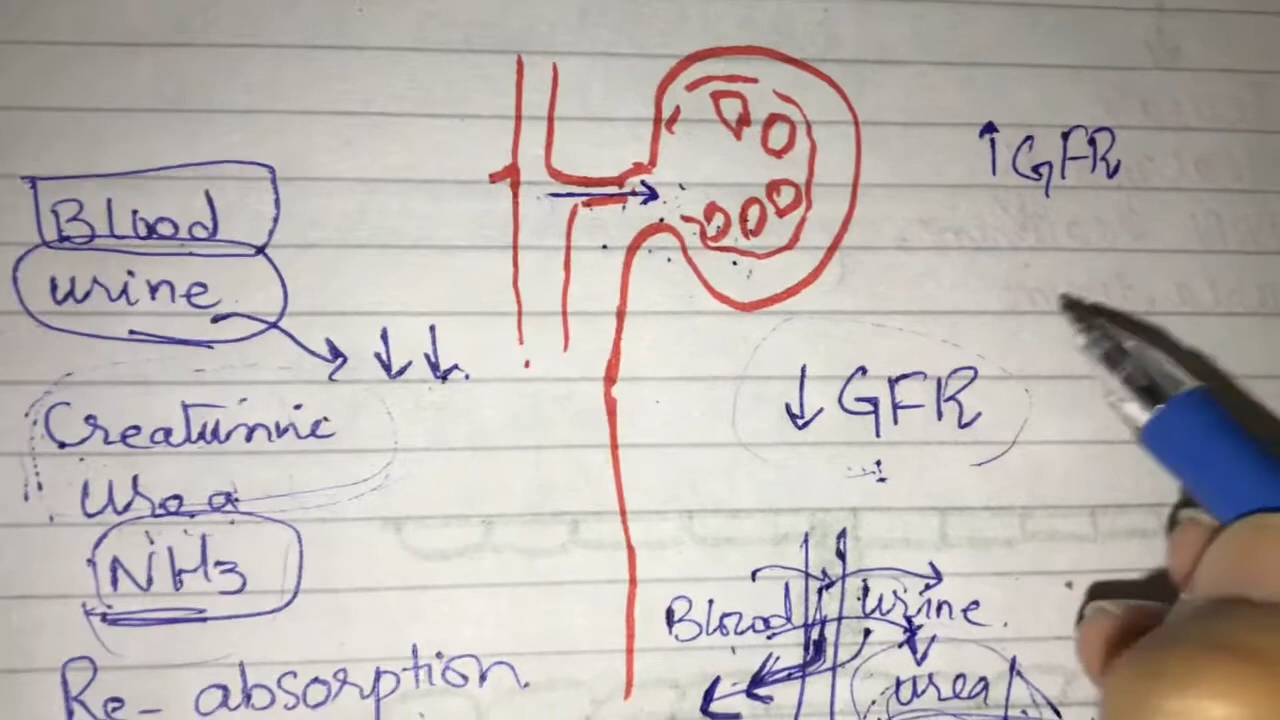 ↑ GFR
Blood
urine
↓ ↓
Creatinine
urea
NH3
Re-absorption
↓ GFR
Blood urine.
urea